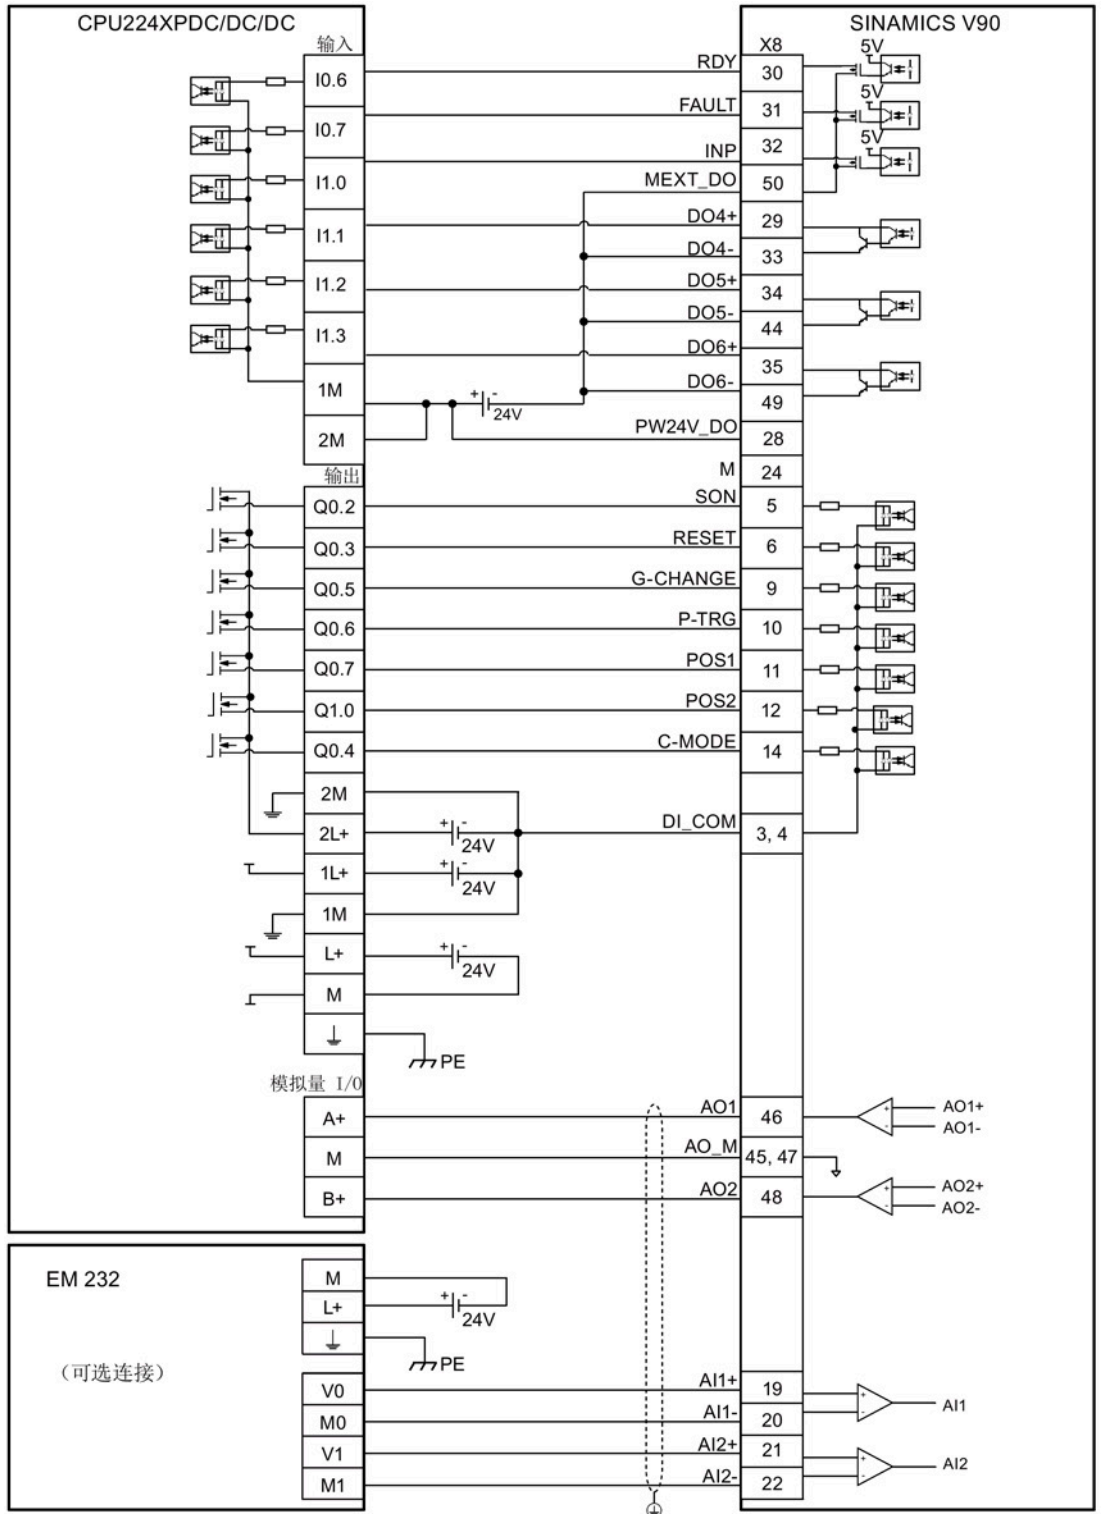 CPU224XPDC/DC/DC
SINAMICS V90
输入
X8
I0.6
RDY
30
5V
I0.7
FAULT
31
5V
I1.0
INP
32
5V
MEXT_DO
50
I1.1
DO4+
29
DO4-
33
I1.2
DO5+
34
I1.3
DO5-
44
DO6+
35
1M
DO6-
49
+ -
24V
2M
PW24V_DO
28
M
24
输出
Q0.2
SON
5
Q0.3
RESET
6
Q0.5
G-CHANGE
9
Q0.6
P-TRG
10
Q0.7
POS1
11
Q1.0
POS2
12
Q0.4
C-MODE
14
2M
2L+
+ -
24V
DI_COM
3, 4
1L+
+ -
24V
1M
L+
+ -
24V
M
PE
模拟量 I/0
A+
AO1
46
+
-
AO1+
AO1-
M
AO_M
45, 47
B+
AO2
48
+
-
AO2+
AO2-
EM 232
M
L+
+ -
24V
PE
（可选连接）
V0
AI1+
19
+
-
AI1
M0
AI1-
20
V1
AI2+
21
+
-
AI2
M1
AI2-
22